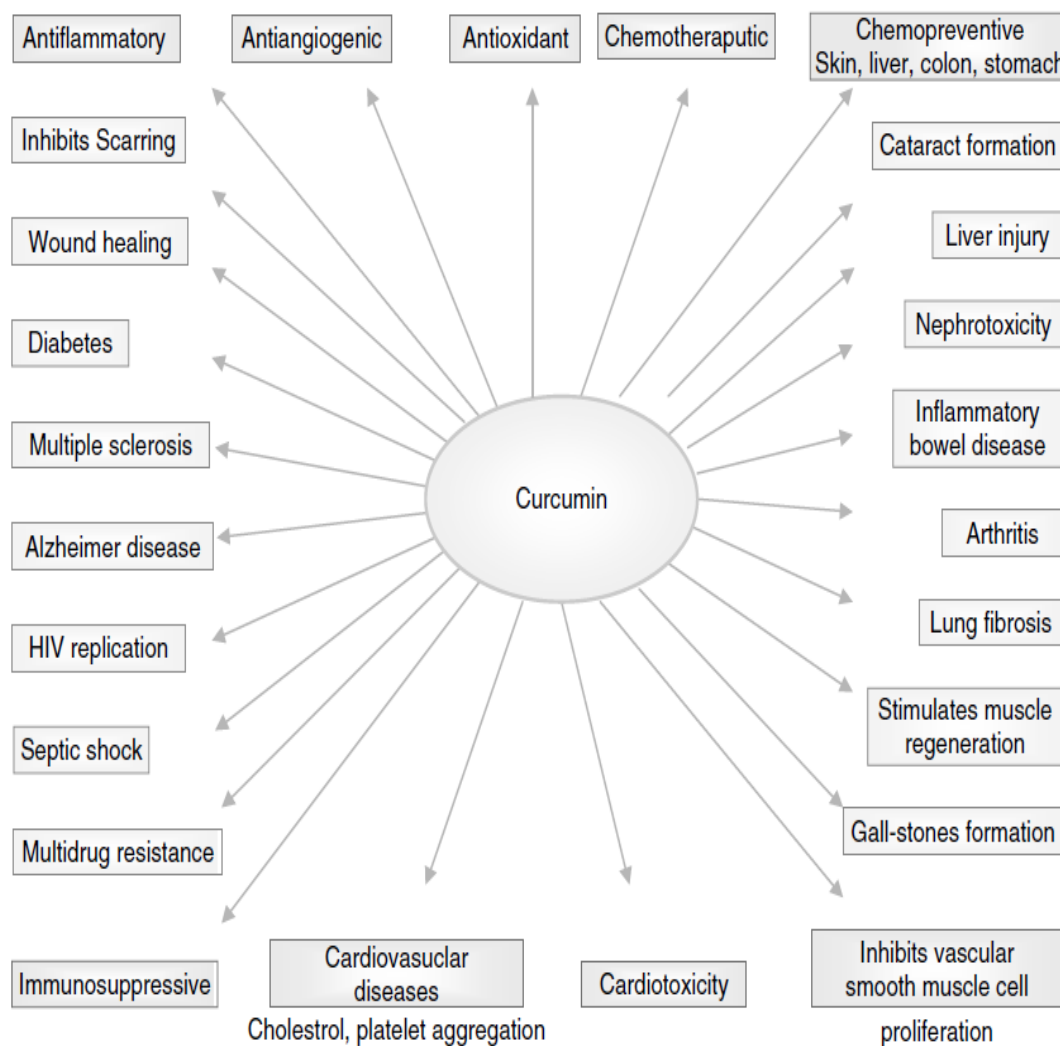 Antiflammatory
Antiangiogenic
Antioxidant
Chemotheraputic
Chemopreventive
Skin, liver, colon, stomach
Inhibits Scarring
Cataract formation
Wound healing
Liver injury
Diabetes
Nephrotoxicity
Multiple sclerosis
Inflammatory
bowel disease
Curcumin
Alzheimer disease
Arthritis
HIV replication
Lung fibrosis
Septic shock
Stimulates muscle
regeneration
Multidrug resistance
Gall-stones formation
Immunosuppressive
Cardiovasuclar
diseases
Cholestrol, platelet aggregation
Cardiotoxicity
Inhibits vascular
smooth muscle cell
proliferation